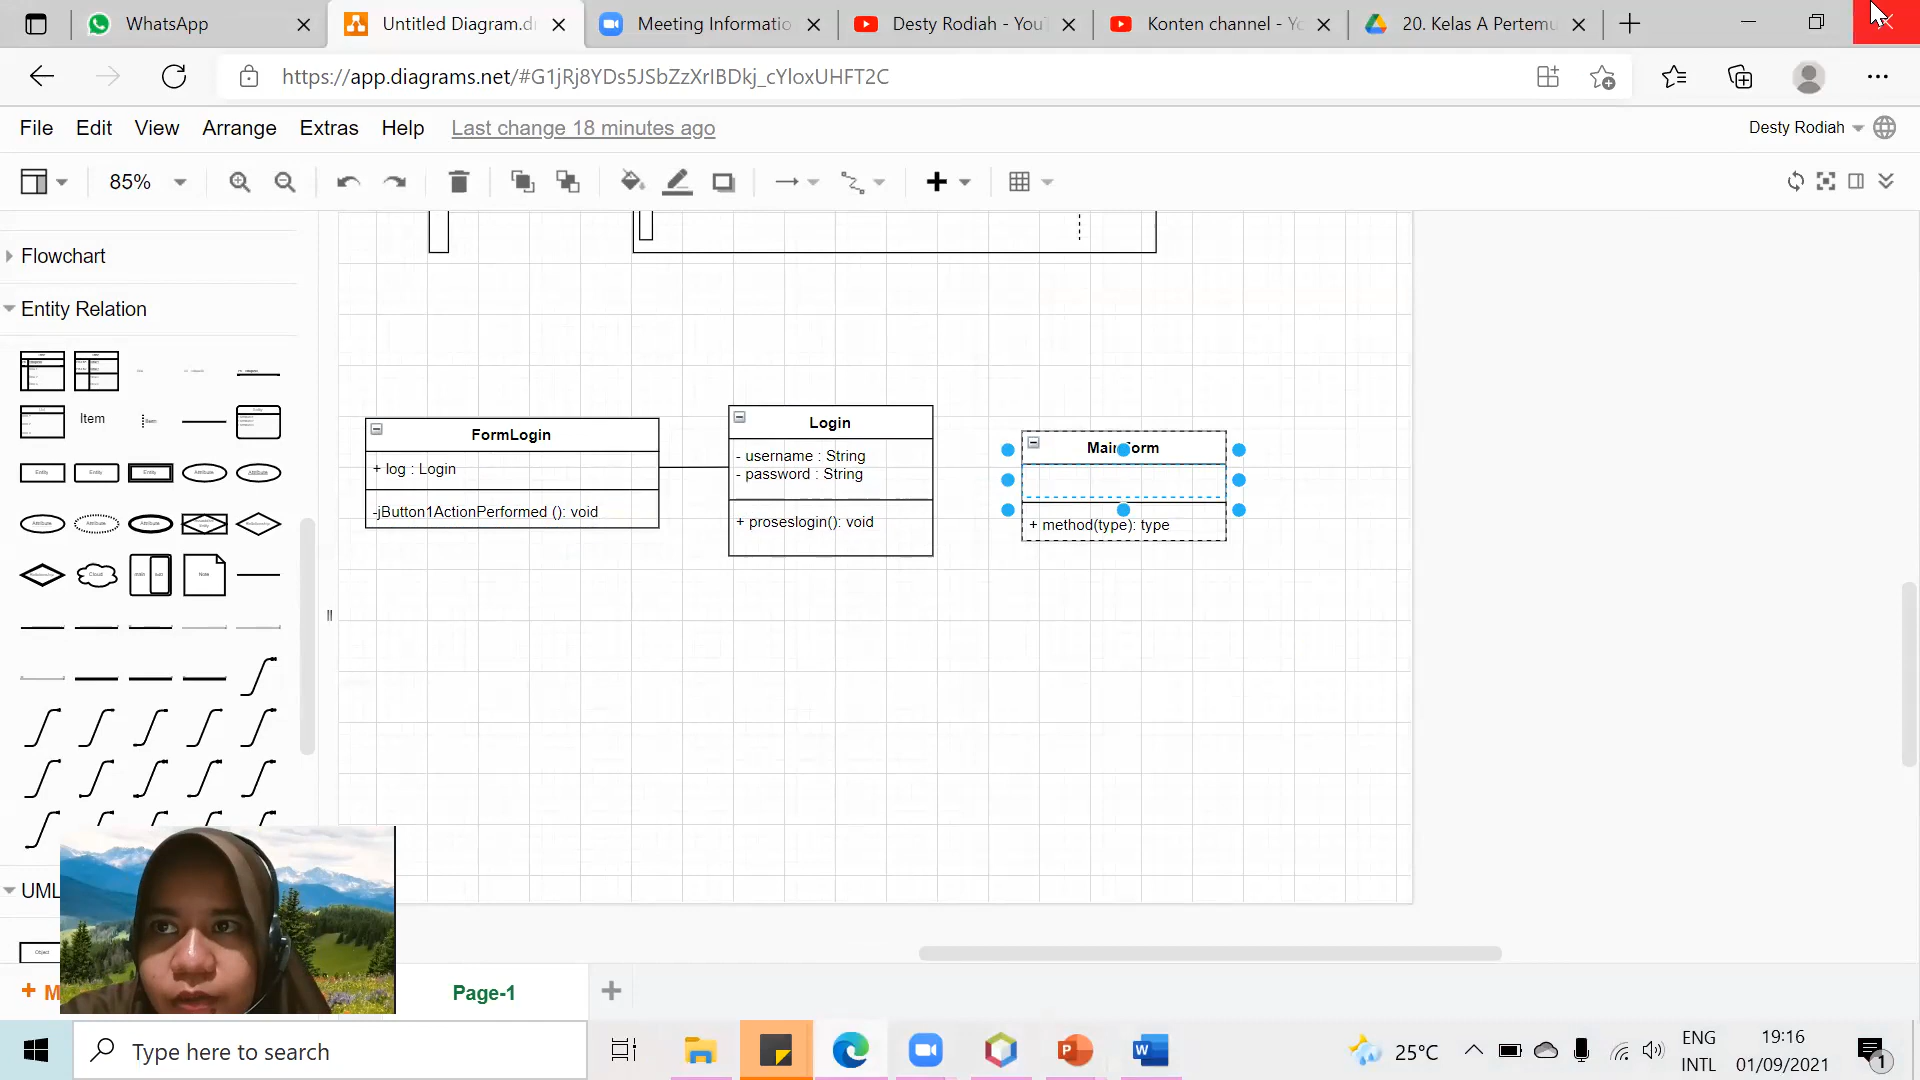 WhatsApp
Untitled Diagram.d
Meeting Informatio
Desty Rodiah - You
Konten channel - Yo
20. Kelas A Pertemu
https://app.diagrams.net/#G1jRj8YDs5JSbZzXrIBDkj_cYloxUHFT2C
File Edit View Arrange Extras Help Last change 18 minutes ago
Desty Rodiah
85%
Flowchart
Entity Relation
Item
FormLogin
+ log : Login
-jButton1ActionPerformed (): void
Login
- username : String
- password : String
+ proseslogin(): void
+ method(type): type
UML
Object
+ M
Page-1
Type here to search
25°C
ENG
INTL
19:16
01/09/2021
1